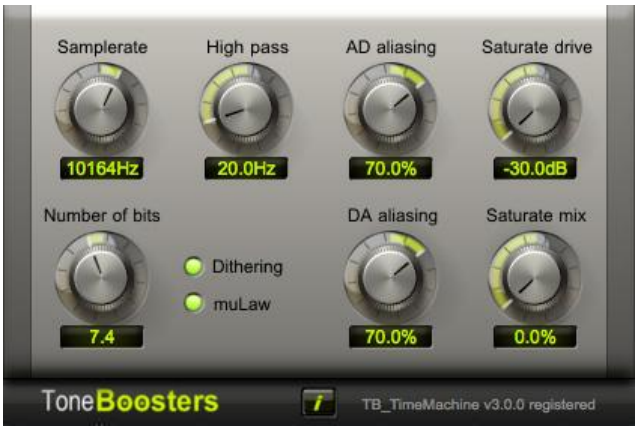 Samplerate High pass AD aliasing Saturate drive
10164Hz 20.0Hz 70.0% -30.0dB
Number of bits DA aliasing Saturate mix
Dithering
muLaw
7.4 70.0% 0.0%
ToneBoosters i TB_TimeMachine v3.0.0 registered